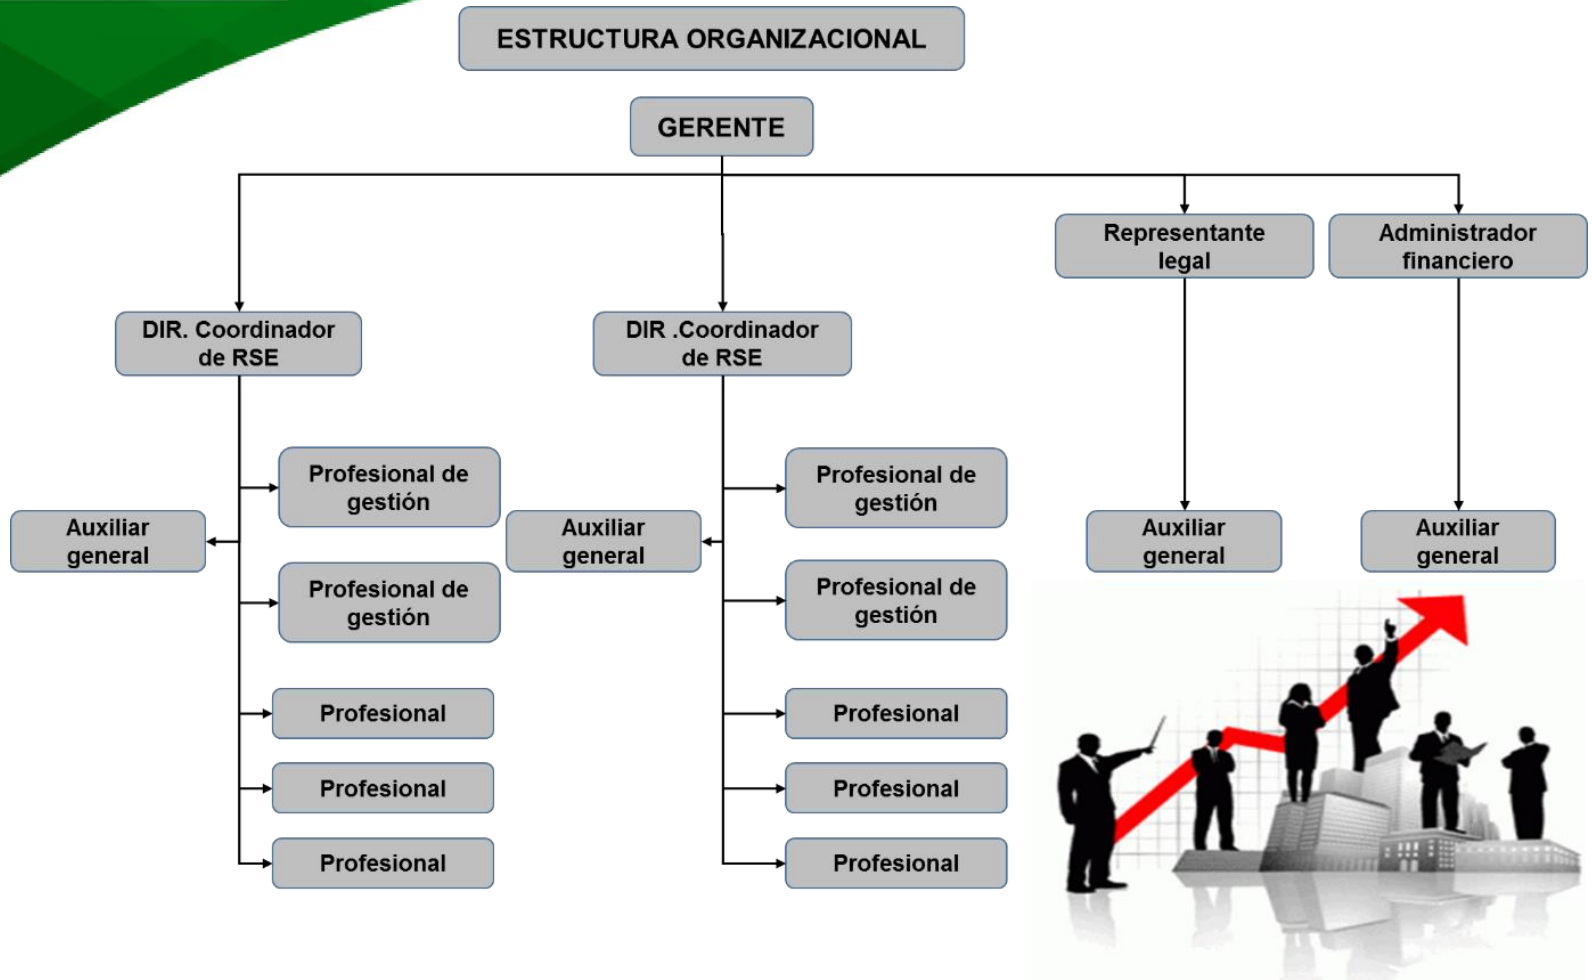 ESTRUCTURA ORGANIZACIONAL
GERENTE
Representante
legal
Administrador
financiero
DIR. Coordinador
de RSE
DIR .Coordinador
de RSE
Profesional de
gestión
Profesional de
gestión
Auxiliar
general
Auxiliar
general
Auxiliar
general
Auxiliar
general
Profesional de
gestión
Profesional de
gestión
Profesional
Profesional
Profesional
Profesional
Profesional
Profesional